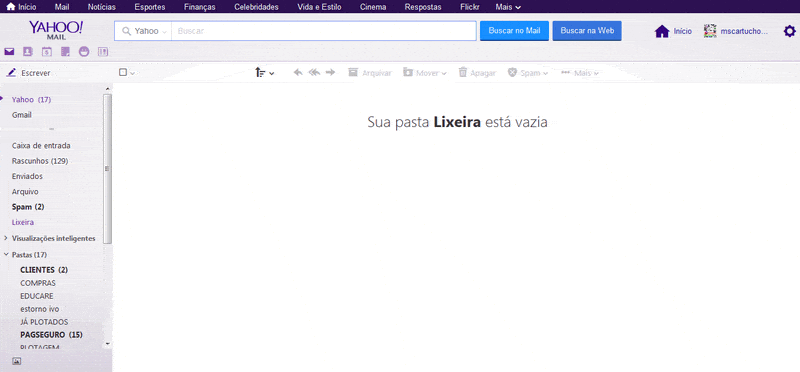 Início Mail Notícias Esportes Finanças Celebridades Vida e Estilo Cinema Respostas Flickr Mais
YAHOO! MAIL
Yahoo Buscar Buscar no Mail Buscar na Web Início mscartucho...
Escrever Arquivar Mover Apagar Spam Mais
Yahoo (17)
Gmail
Sua pasta Lixeira está vazia
Caixa de entrada
Rascunhos (129)
Enviados
Arquivo
Spam (2)
Lixeira
Visualizações inteligentes
Pastas (17)
CLIENTES (2)
COMPRAS
EDUCARE
estorno ivo
JÁ PLOTADOS
PAGSEGURO (15)
PLOTAGEM